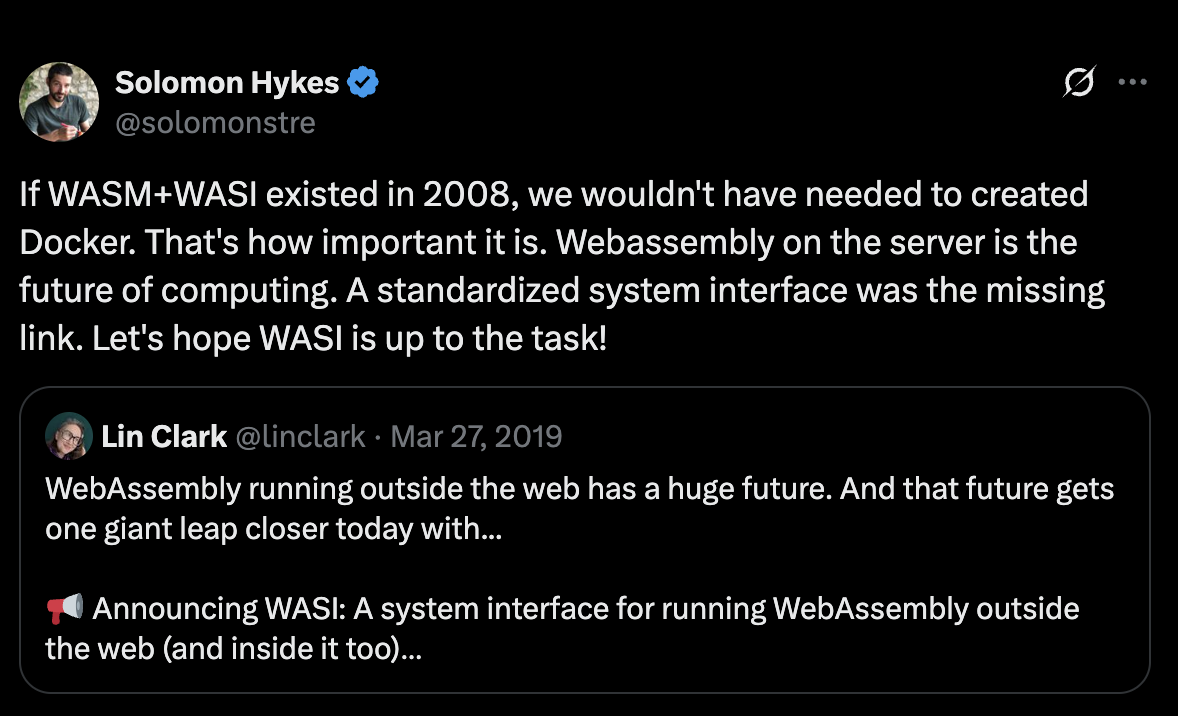 Solomon Hykes
@solomonstre
If WASM+WASI existed in 2008, we wouldn't have needed to created
Docker. That's how important it is. Webassembly on the server is the
future of computing. A standardized system interface was the missing
link. Let's hope WASI is up to the task!
Lin Clark @linclark · Mar 27, 2019
WebAssembly running outside the web has a huge future. And that future gets
one giant leap closer today with...
📢 Announcing WASI: A system interface for running WebAssembly outside
the web (and inside it too)...